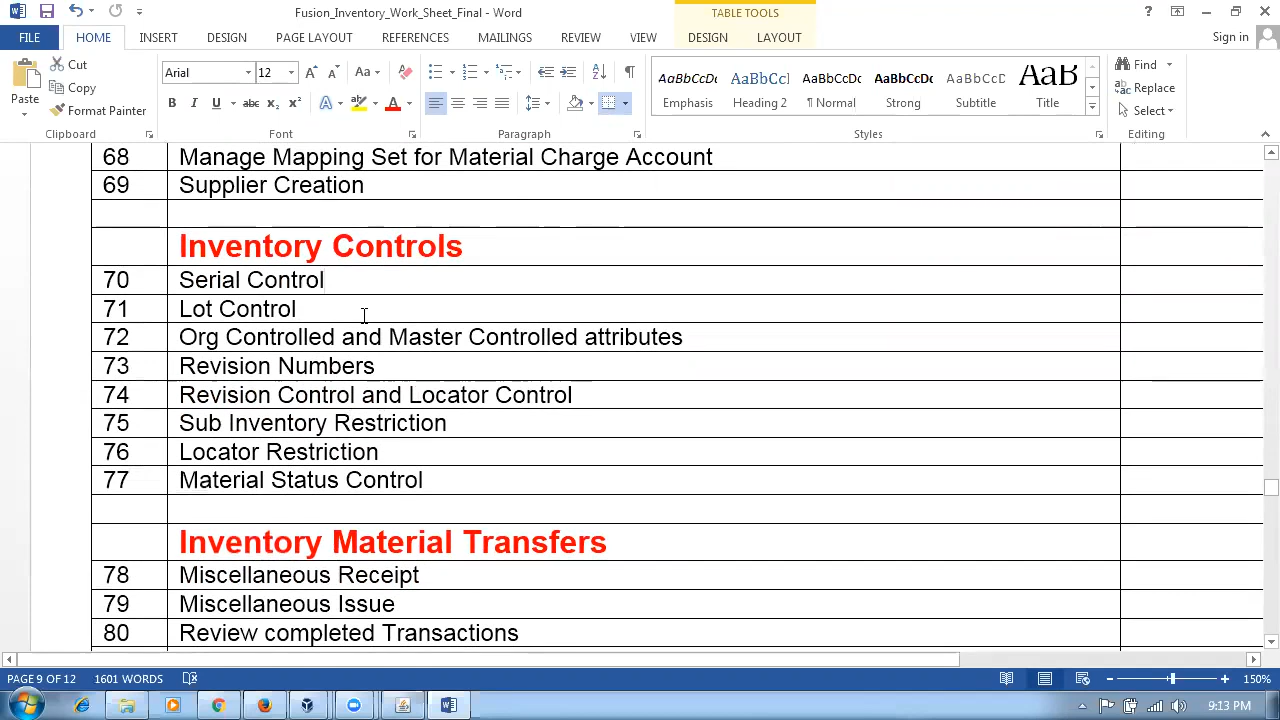 Fusion_Inventory_Work_Sheet_Final - Word
TABLE TOOLS
Sign in
FILE HOME INSERT DESIGN PAGE LAYOUT REFERENCES MAILINGS REVIEW VIEW DESIGN LAYOUT
Paste
Cut
Copy
Format Painter
Clipboard
Arial 12
Font
Paragraph
AaBbCcDc Emphasis
AaBbCc Heading 2
AaBbCcDc ¶ Normal
AaBbCcDc Strong
AaBbCcD Subtitle
AaB Title
Styles
Find
Replace
Select
Editing
68 Manage Mapping Set for Material Charge Account
69 Supplier Creation
Inventory Controls
70 Serial Control
71 Lot Control
72 Org Controlled and Master Controlled attributes
73 Revision Numbers
74 Revision Control and Locator Control
75 Sub Inventory Restriction
76 Locator Restriction
77 Material Status Control
Inventory Material Transfers
78 Miscellaneous Receipt
79 Miscellaneous Issue
80 Review completed Transactions
PAGE 9 OF 12 1601 WORDS 150%
9:13 PM